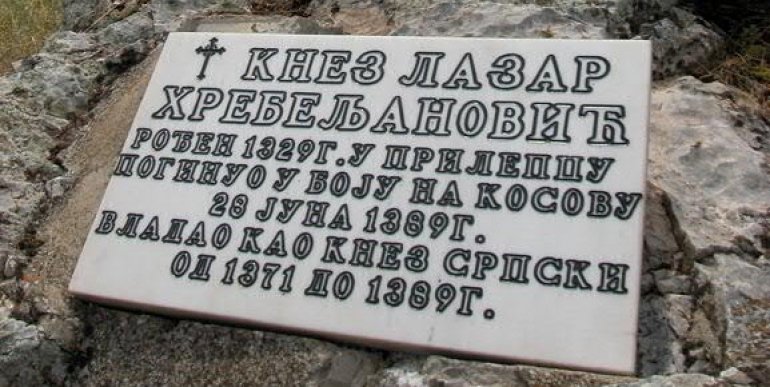 КНЕЗ ЛАЗАР
ХРЕБЕЉАНОВИЋ
РОЂЕН 1329Г. У ПРИЛЕПЦУ
ПОГИНУО У БОЈУ НА КОСОВУ
28 ЈУНА 1389Г.
ВЛАДАО КАО КНЕЗ СРПСКИ
ОД 1371 ДО 1389Г.